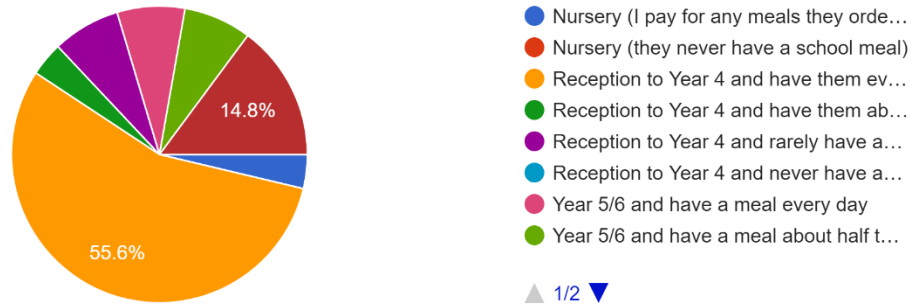 14.8%
55.6%
Nursery (I pay for any meals they orde…
Nursery (they never have a school meal)
Reception to Year 4 and have them ev…
Reception to Year 4 and have them ab…
Reception to Year 4 and rarely have a…
Reception to Year 4 and never have a…
Year 5/6 and have a meal every day
Year 5/6 and have a meal about half t…
1/2